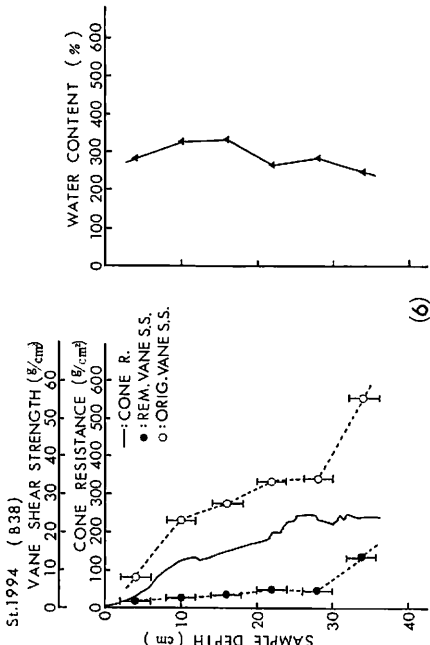 St.1994 (B38)
VANE SHEAR STRENGTH (g/cm²)
0 10 20 30 40 50 60
CONE RESISTANCE (g/cm²)
0 100 200 300 400 500 600
— : CONE R.
● : REM. VANE S.S.
○ : ORIG. VANE S.S.
SAMPLE DEPTH (cm)
0 10 20 30 40
WATER CONTENT (%)
0 100 200 300 400 500 600
(6)